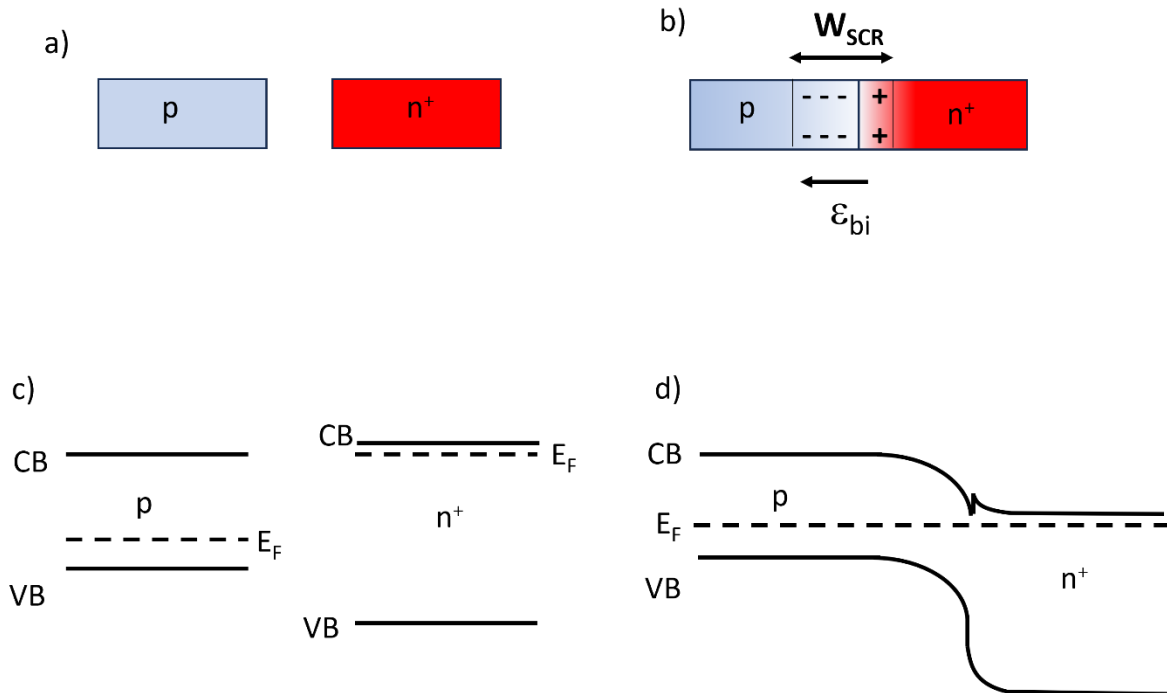 a)
p
n⁺
b)
W_SCR
p
- - - +
- - - +
n⁺
ε_bi
c)
CB
p
E_F
VB
CB
E_F
n⁺
VB
d)
CB
p
E_F
VB
n⁺